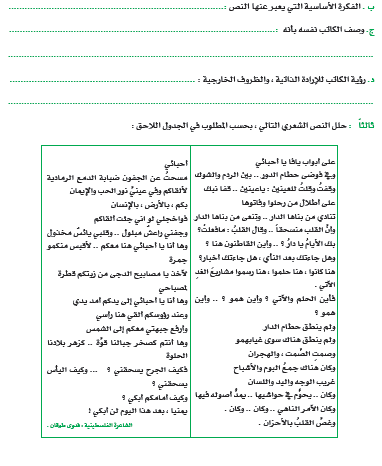 ب . الفكرة الأساسية التي يعبر عنها النص :
ج. وصف الكاتب نفسه بأنه :
د. رؤية الكاتب للإرادة الذاتية ، والظروف الخارجية :
ثالثاً : حلل النص الشعري التالي ، بحسب المطلوب في الجدول اللاحق :
على أبواب يافا يا أحبائي
وفي فوضى حطام الدور .. بين الردم والشوك
وقفتُ وقلتُ للعينين : يا عينين .. قفا نبك
على أطلال من رحلوا وفاتوها
تنادي من بناها الدار .. وتنعى من بناها الدار
وأنَّ القلب منسحقاً .. وقال القلب : ما فعلتْ؟
بك الأيامُ يا دارُ ؟ .. وأين القاطنون هنا ؟
وهل جاءتك بعد النأي ، هل جاءتك أخبار؟
هنا كانوا ، هنا حلموا ، هنا رسموا مشاريع الغدِ
الآتي .
فأين الحلم والآتي ؟ وأين همو ؟ .. وأين
همو ؟
ولم ينطق حطام الدار
ولم ينطق هناك سوى غيابهمو
وصمت الصَّمت ، والهجران
وكان هناك جمعُ البوم والأشباح
غريب الوجه واليد واللسان
وكان .. يحوِّم في حواشيها .. يمدُّ أصوله فيها
وكان الآمر الناهي .. وكان .. وكان .
وغصَّ القلب بالأحزان .
أحبائي
مسحتُ عن الجفون ضبابة الدمع الرمادية
لألقاكم وفي عينيَّ نور الحب والإيمان
بكم ، بالأرض ، بالإنسان
فواخجلي لو اني جئت ألقاكم
وجفني راعشٌ مبلول .. وقلبي يائسٌ مخذول
وها أنا يا أحبائي هنا معكم .. لأقبس منكمو
جمرة
لآخذ يا مصابيح الدجى من زيتكم قطرة
لمصباحي
وها أنا يا أحبائي إلى يدكم أمد يدي
وعند رؤوسكم ألقي هنا رأسي
وأرفع جبهتي معكم إلى الشمس
وها أنتم كصخر جبالنا قوَّة .. كزهر بلادنا
الحلوة
فكيف الجرح يسحقني ؟ ... وكيف اليأس
يسحقني ؟
وكيف أمامكم أبكي ؟
يمينا ، بعد هذا اليوم لن أبكي !
الشاعرة الفلسطينية ، فدوى طوقان .